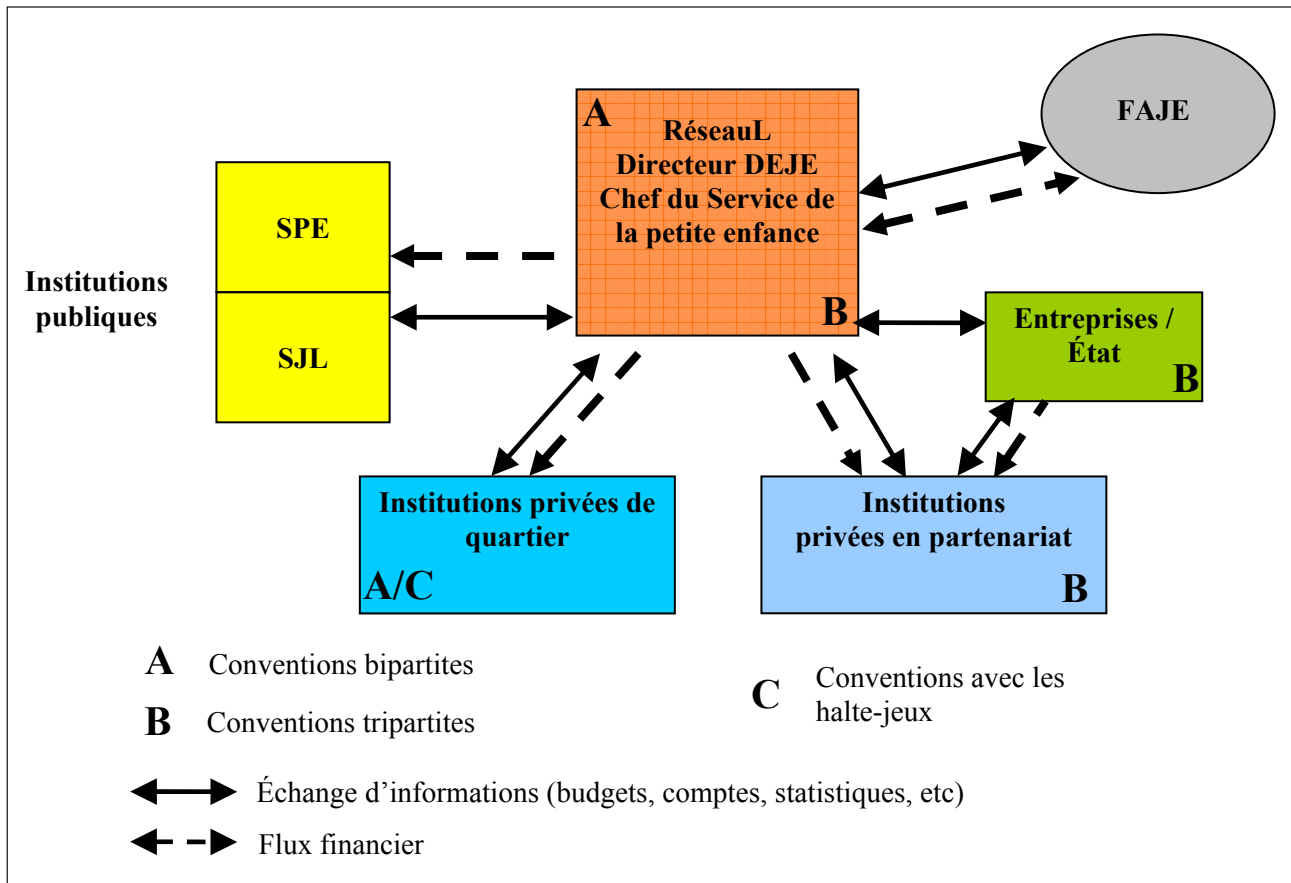 A
RéseauL
Directeur DEJE
Chef du Service de
la petite enfance
B
FAJE
SPE
SJL
Institutions
publiques
Entreprises /
État
B
Institutions privées de
quartier
A/C
Institutions
privées en partenariat
B
A Conventions bipartites
B Conventions tripartites
C Conventions avec les
halte-jeux
Échange d’informations (budgets, comptes, statistiques, etc)
Flux financier